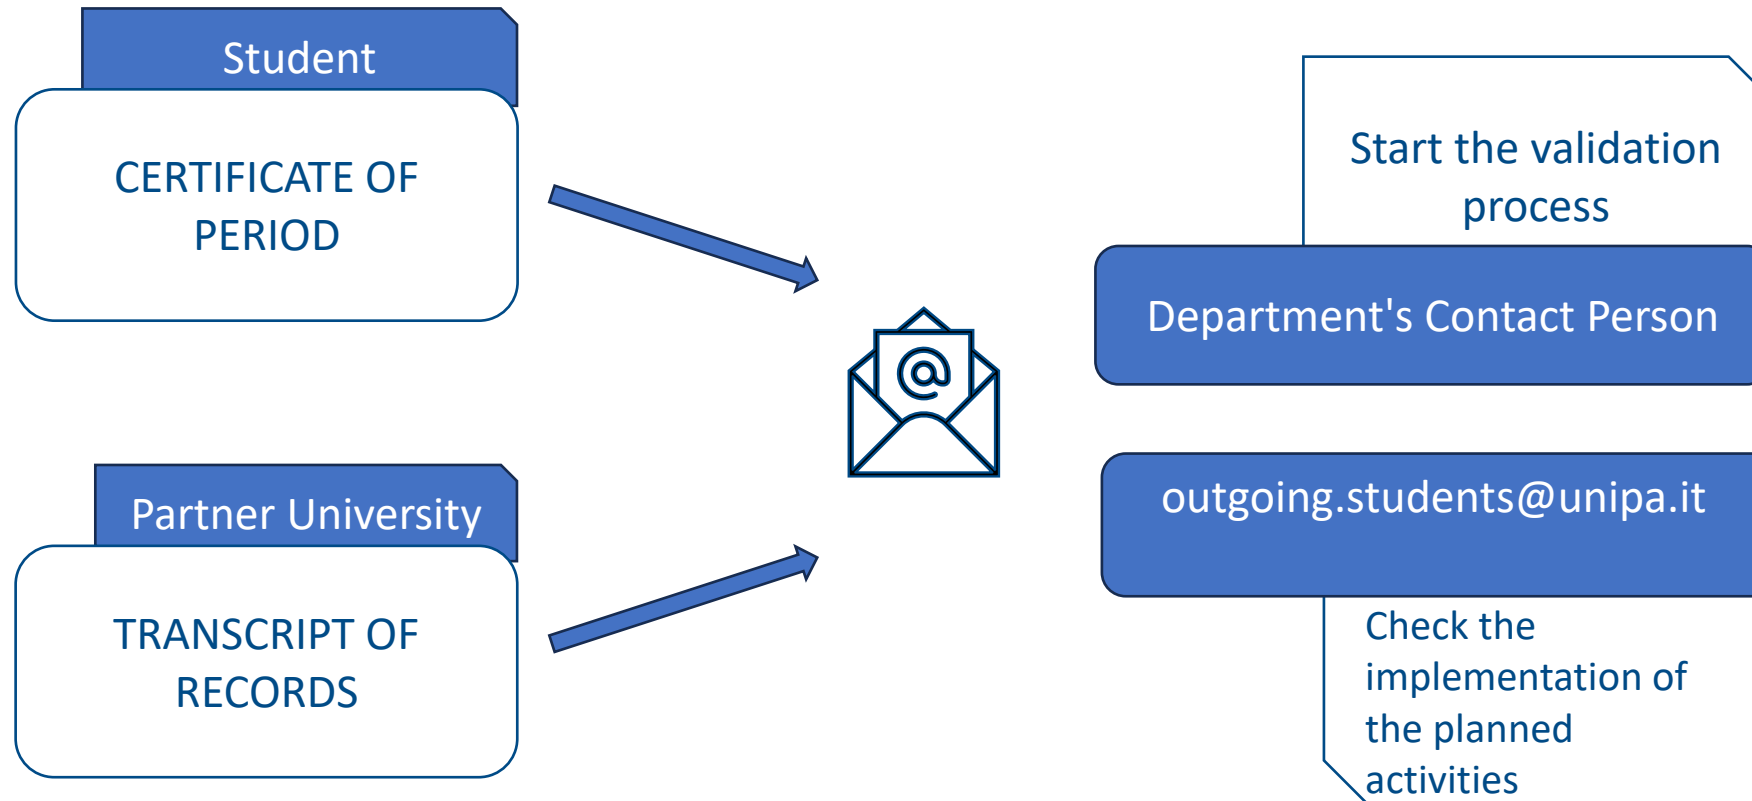 Student
CERTIFICATE OF
PERIOD
Partner University
TRANSCRIPT OF
RECORDS
@
Start the validation
process
Department's Contact Person
outgoing.students@unipa.it
Check the
implementation of
the planned
activities